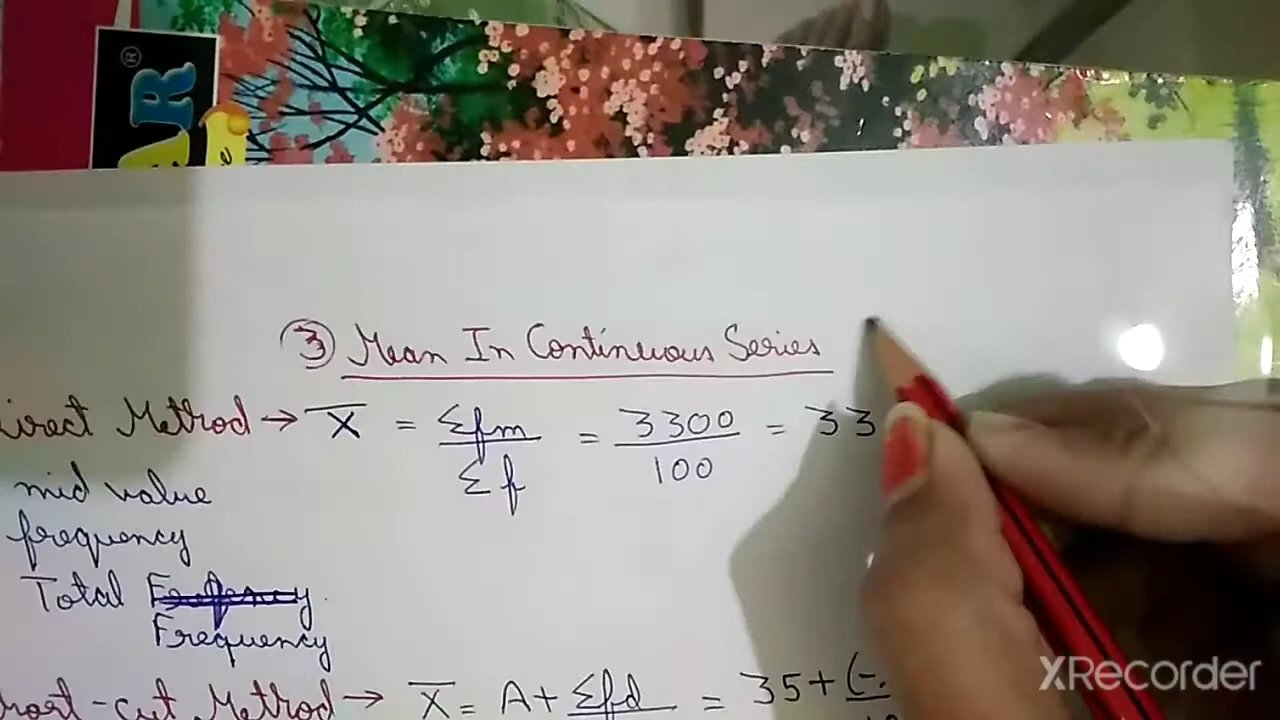 AR®
③ Mean In Continuous Series
irect Method → X̅ = Σfm / Σf = 3300 / 100 = 33
mid value
frequency
Total
Frequency
hort-cut Method → X̅ = A + Σfd = 35 + (-.
XRecorder